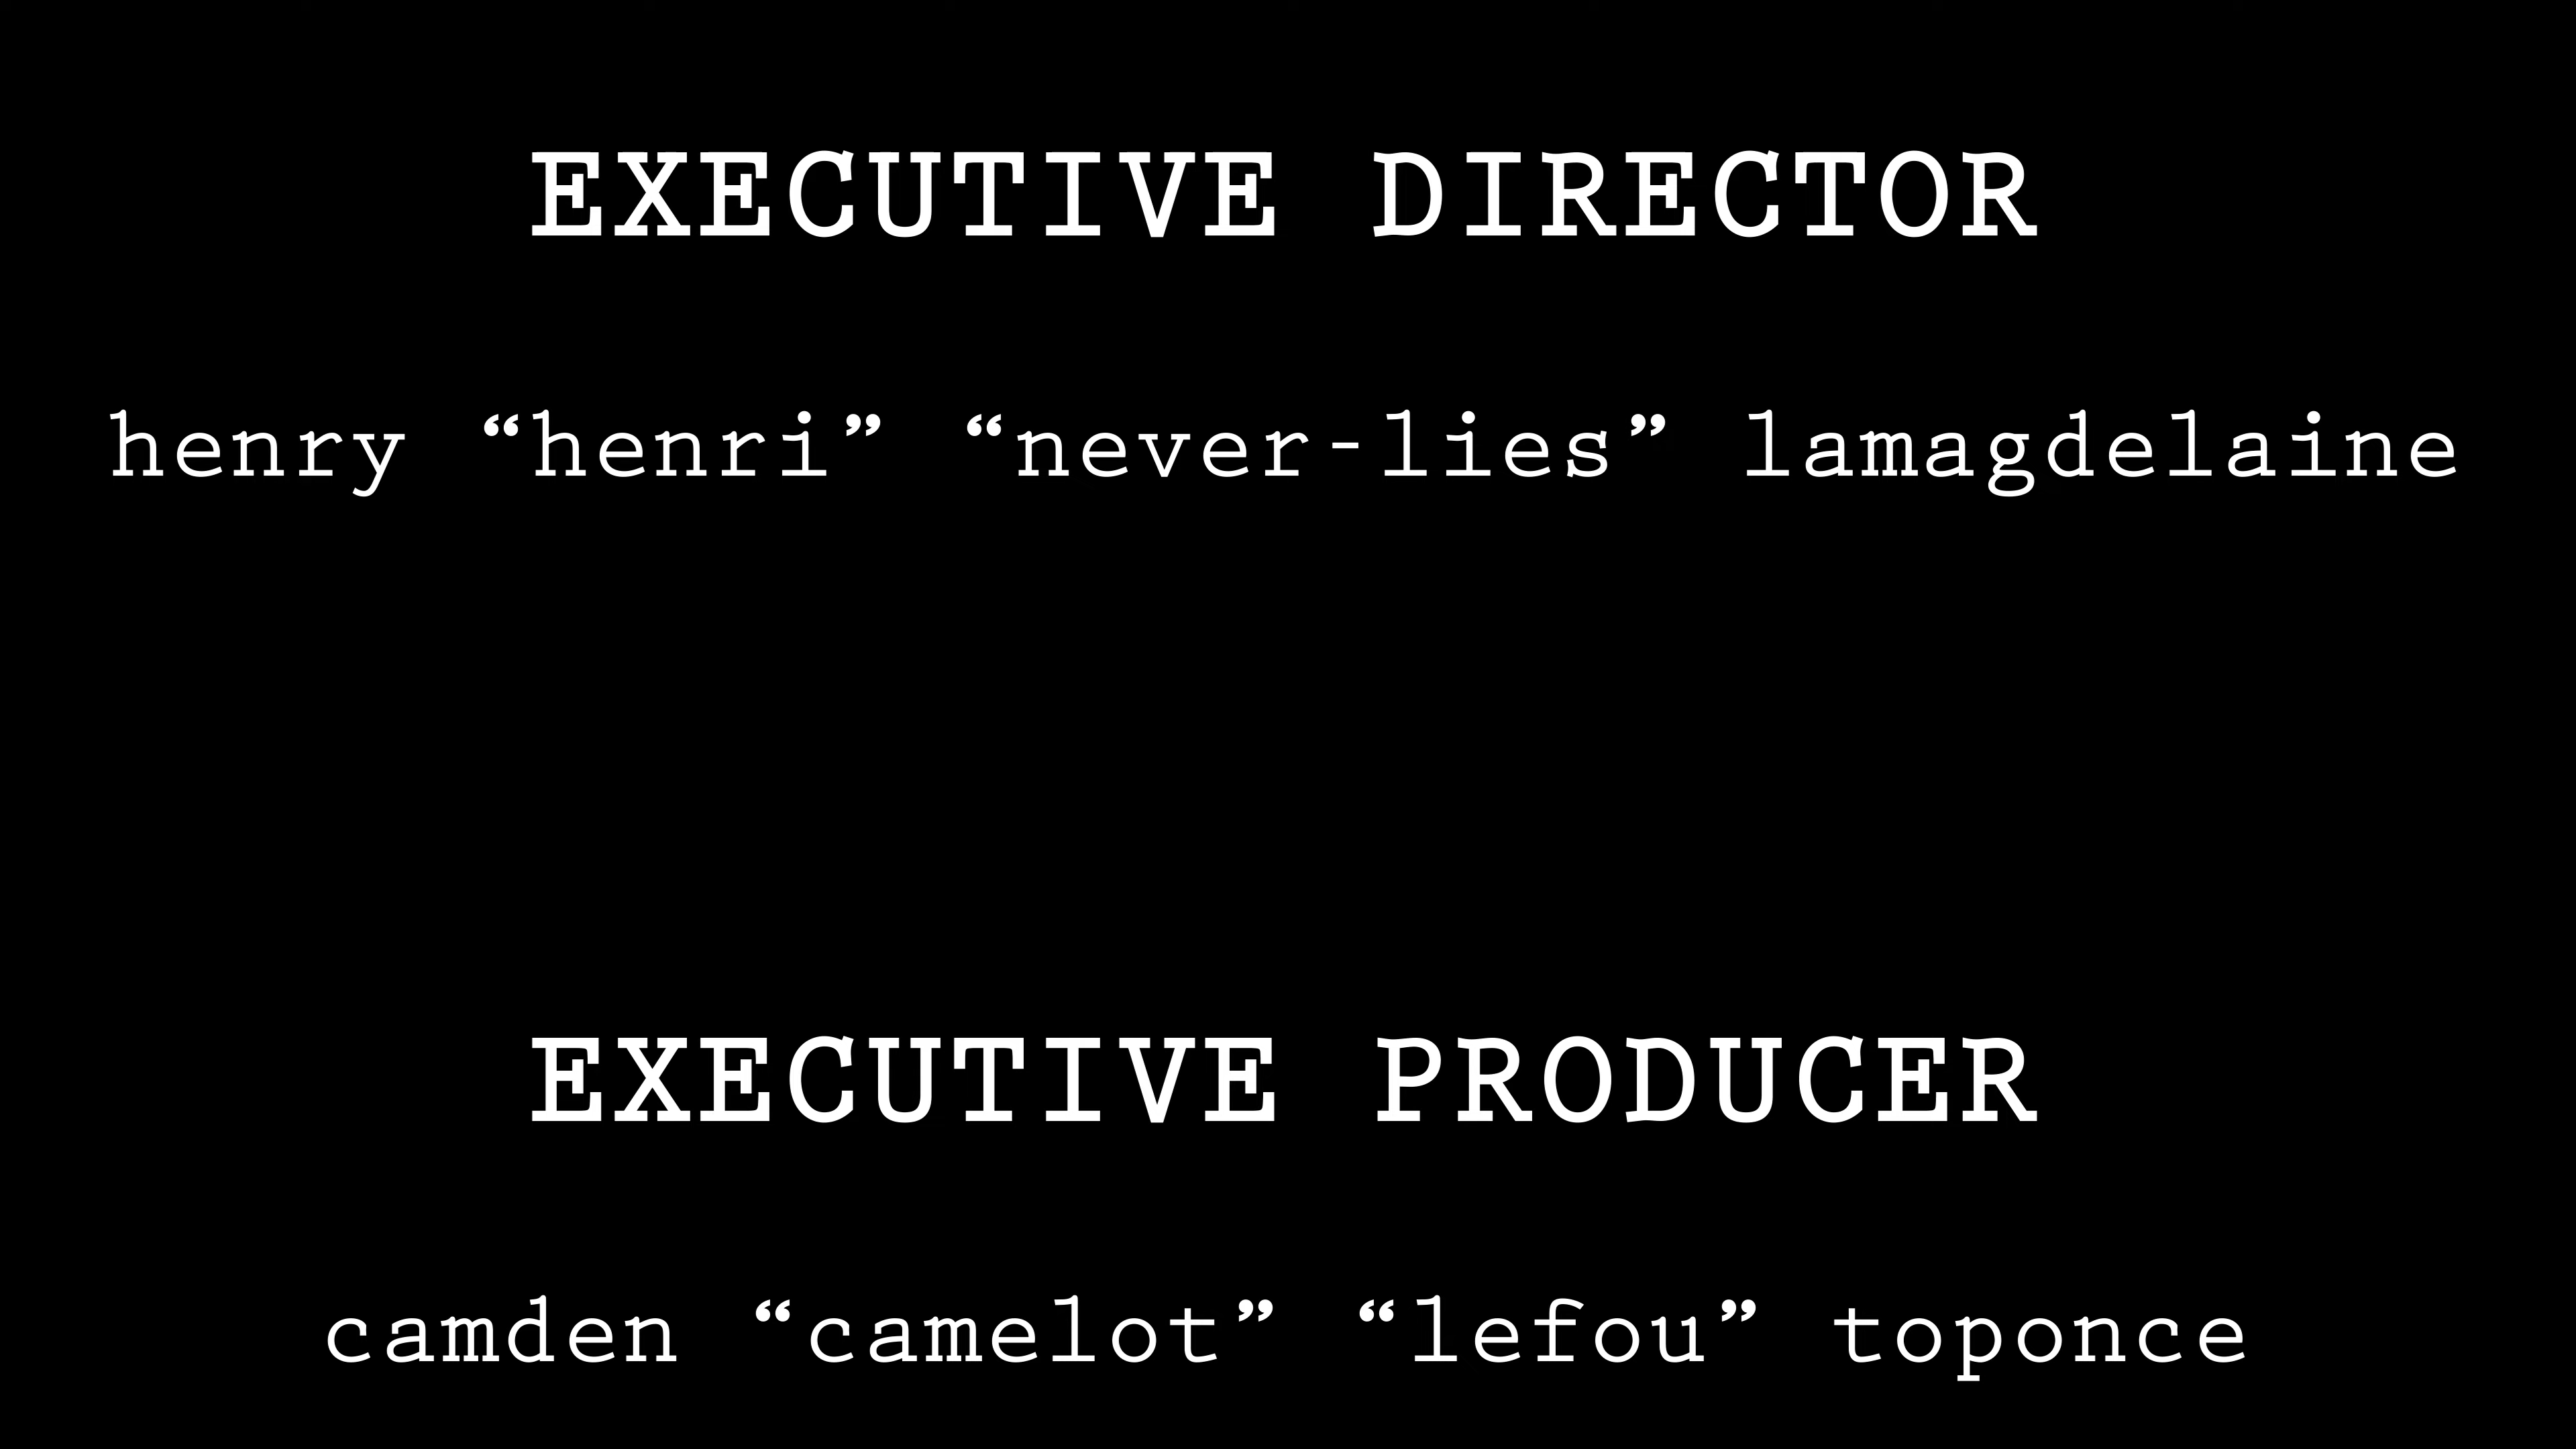 EXECUTIVE DIRECTOR
henry “henri” “never-lies” lamagdelaine
EXECUTIVE PRODUCER
camden “camelot” “lefou” toponce